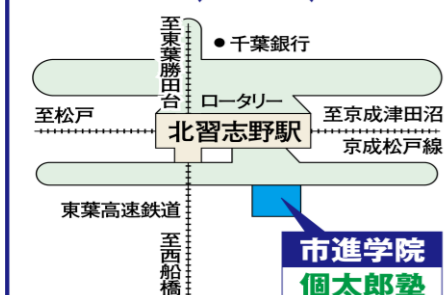 至東葉勝田台
●千葉銀行
ロータリー
至松戸
北習志野駅
至京成津田沼
京成松戸線
東葉高速鉄道
至西船橋
市進学院
個太郎塾